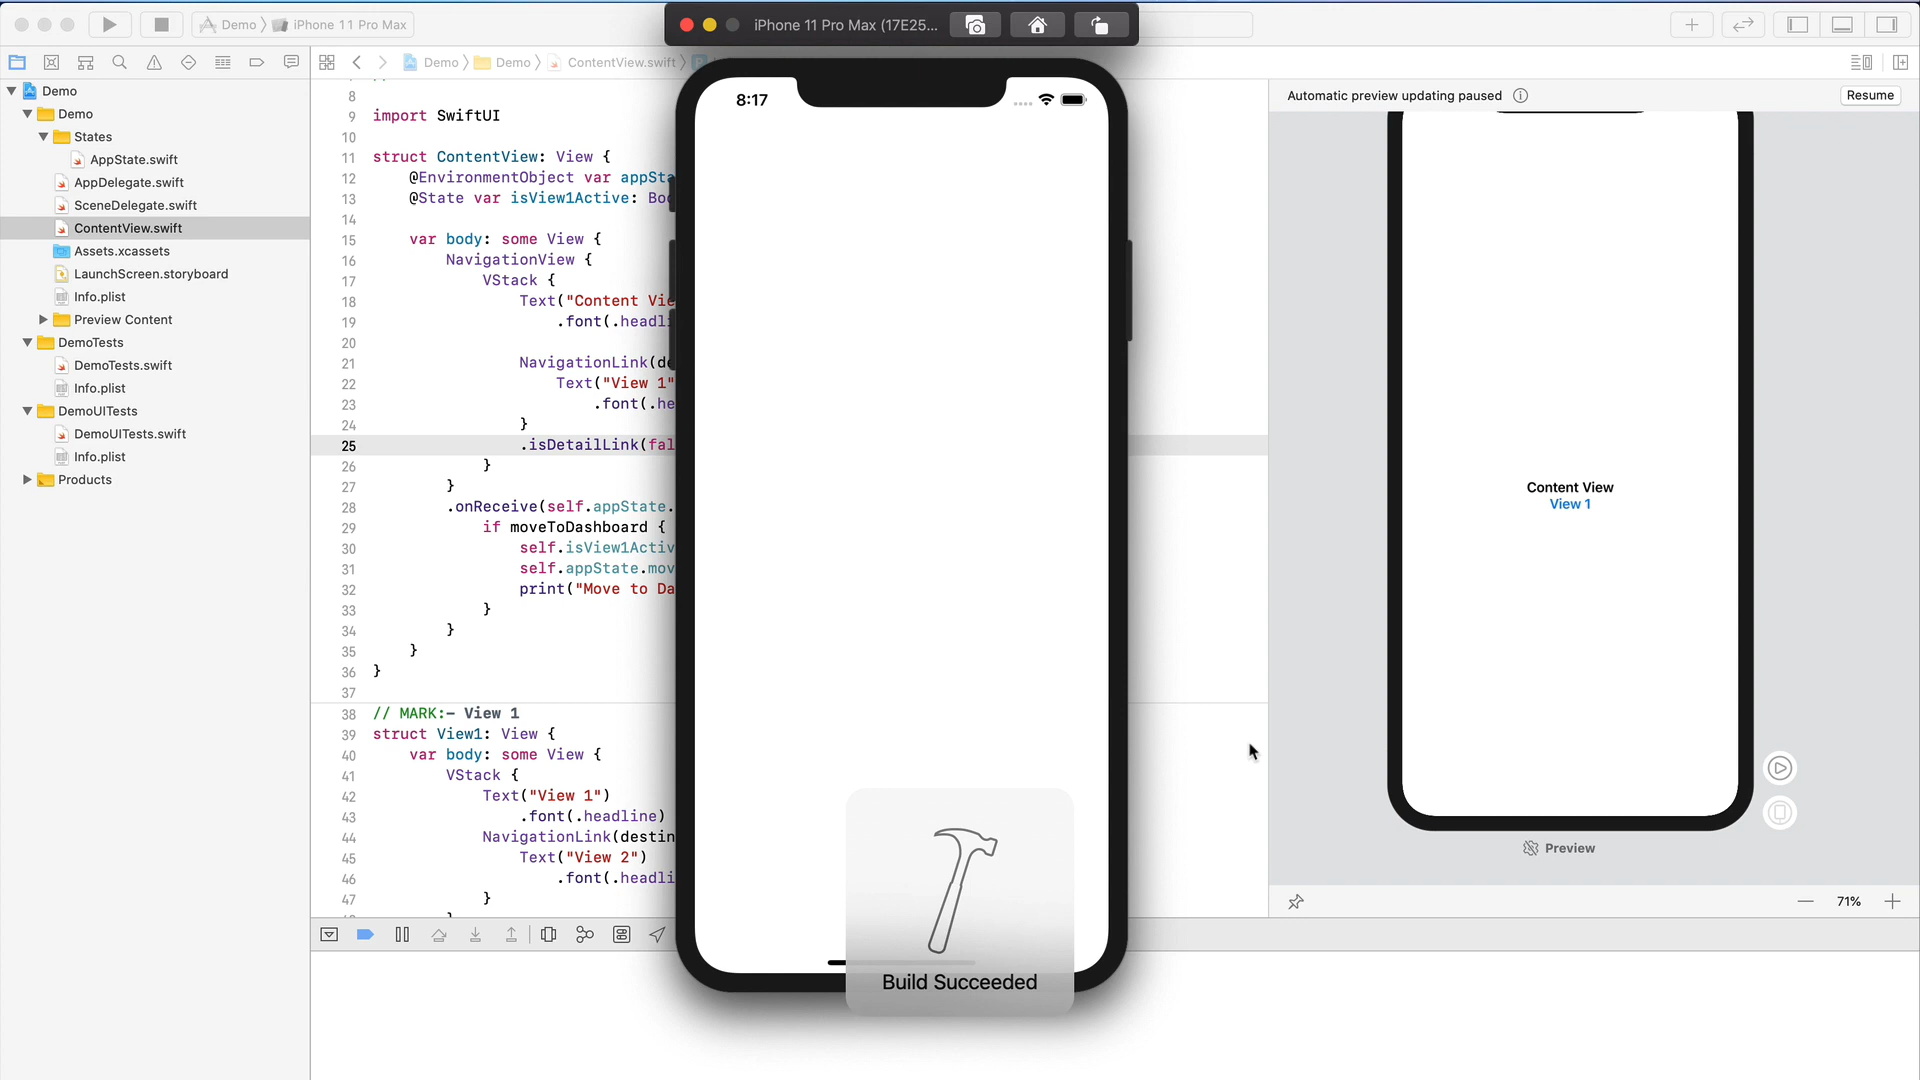 Demo
iPhone 11 Pro Max
iPhone 11 Pro Max (17E25...
Demo
Demo
ContentView.swift
Demo
Demo
States
AppState.swift
AppDelegate.swift
SceneDelegate.swift
ContentView.swift
Assets.xcassets
LaunchScreen.storyboard
Info.plist
Preview Content
DemoTests
DemoTests.swift
Info.plist
DemoUITests
DemoUITests.swift
Info.plist
Products
8
9 import SwiftUI
10
11 struct ContentView: View {
12 @EnvironmentObject var appSta
13 @State var isView1Active: Boo
14
15 var body: some View {
16 NavigationView {
17 VStack {
18 Text("Content Vie
19 .font(.headli
20
21 NavigationLink(de
22 Text("View 1"
23 .font(.he
24 }
25 .isDetailLink(fal
26 }
27 }
28 .onReceive(self.appState.
29 if moveToDashboard {
30 self.isView1Activ
31 self.appState.mov
32 print("Move to Da
33 }
34 }
35 }
36 }
37
38 // MARK:- View 1
39 struct View1: View {
40 var body: some View {
41 VStack {
42 Text("View 1")
43 .font(.headline)
44 NavigationLink(destin
45 Text("View 2")
46 .font(.headli
47 }
8:17
Build Succeeded
Automatic preview updating paused
Resume
Content View
View 1
Preview
71%